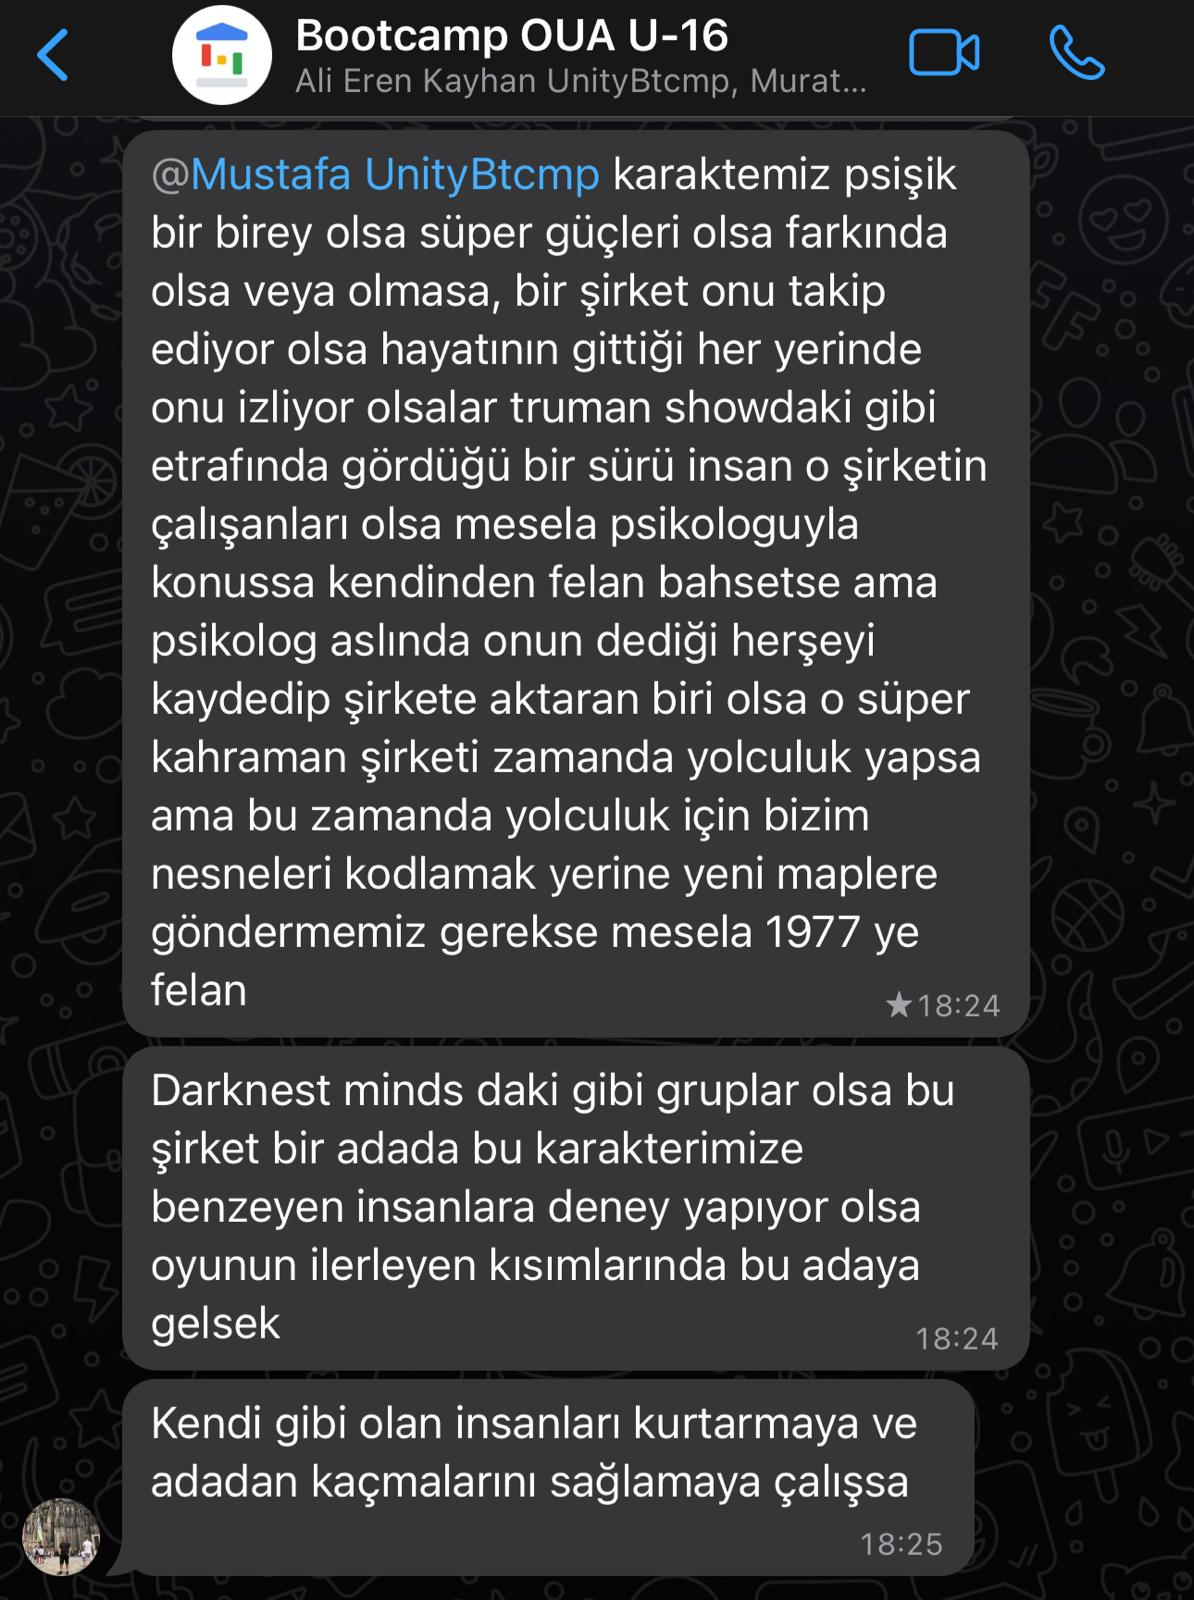 Bootcamp OUA U-16
Ali Eren Kayhan UnityBtcmp, Murat...
@Mustafa UnityBtcmp karaktemiz psişik
bir birey olsa süper güçleri olsa farkında
olsa veya olmasa, bir şirket onu takip
ediyor olsa hayatının gittiği her yerinde
onu izliyor olsalar truman showdaki gibi
etrafında gördüğü bir sürü insan o şirketin
çalışanları olsa mesela psikologuyla
konussa kendinden felan bahsetse ama
psikolog aslında onun dediği herşeyi
kaydedip şirkete aktaran biri olsa o süper
kahraman şirketi zamanda yolculuk yapsa
ama bu zamanda yolculuk için bizim
nesneleri kodlamak yerine yeni maplere
göndermemiz gerekse mesela 1977 ye
felan
★18:24
Darknest minds daki gibi gruplar olsa bu
şirket bir adada bu karakterimize
benzeyen insanlara deney yapıyor olsa
oyunun ilerleyen kısımlarında bu adaya
gelsek
18:24
Kendi gibi olan insanları kurtarmaya ve
adadan kaçmalarını sağlamaya çalışsa
18:25